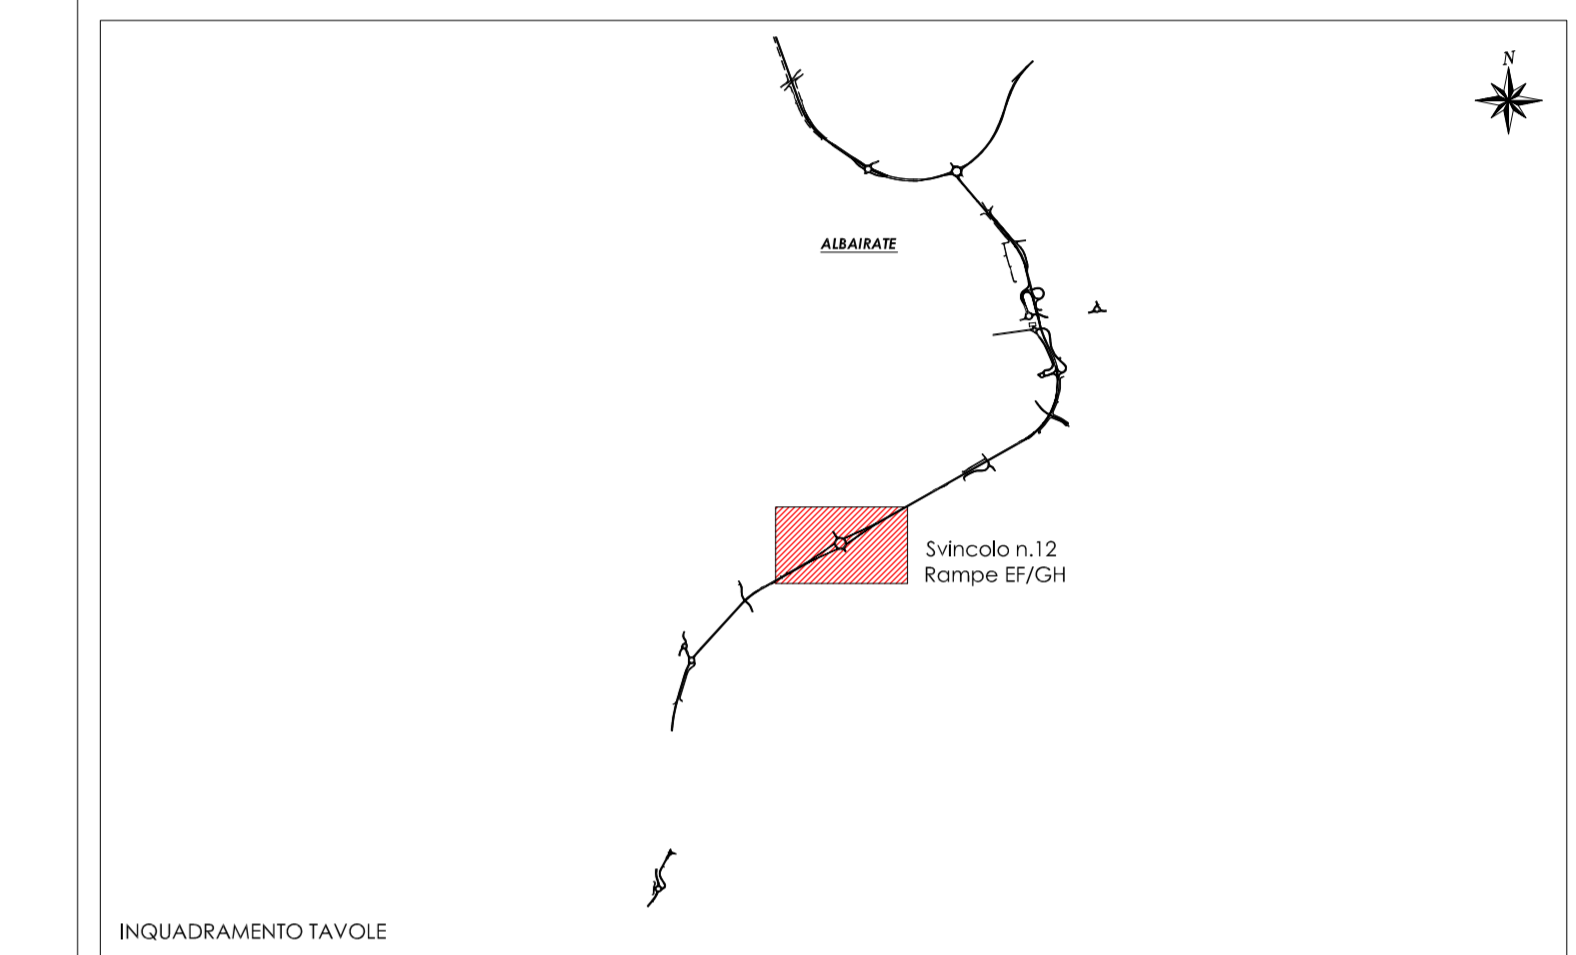 N
ALBAIRATE
Svincolo n.12
Rampe EF/GH
INQUADRAMENTO TAVOLE